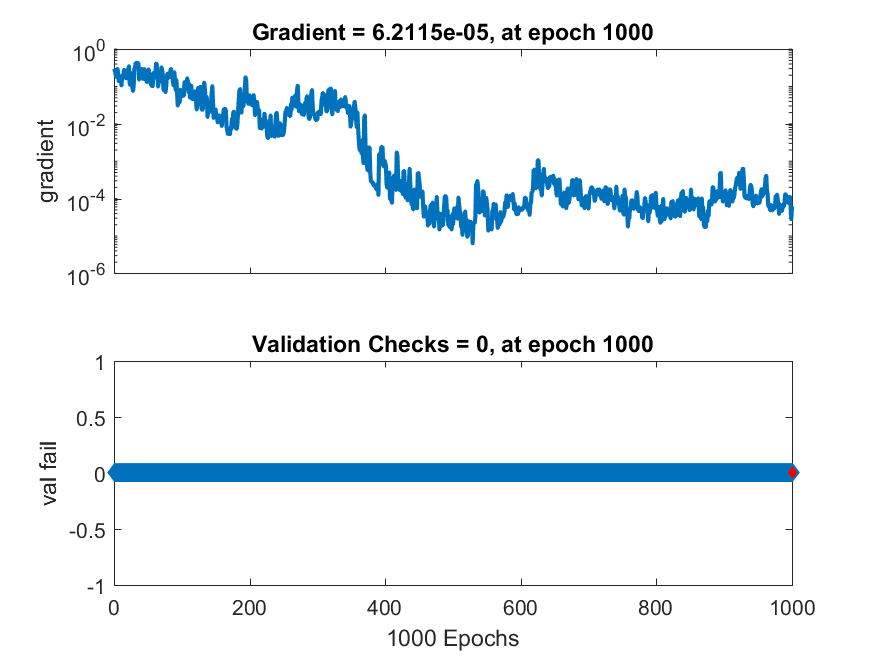 Gradient = 6.2115e-05, at epoch 1000
10^0
10^-2
10^-4
10^-6
gradient
Validation Checks = 0, at epoch 1000
1
0.5
0
-0.5
-1
val fail
0 200 400 600 800 1000
1000 Epochs